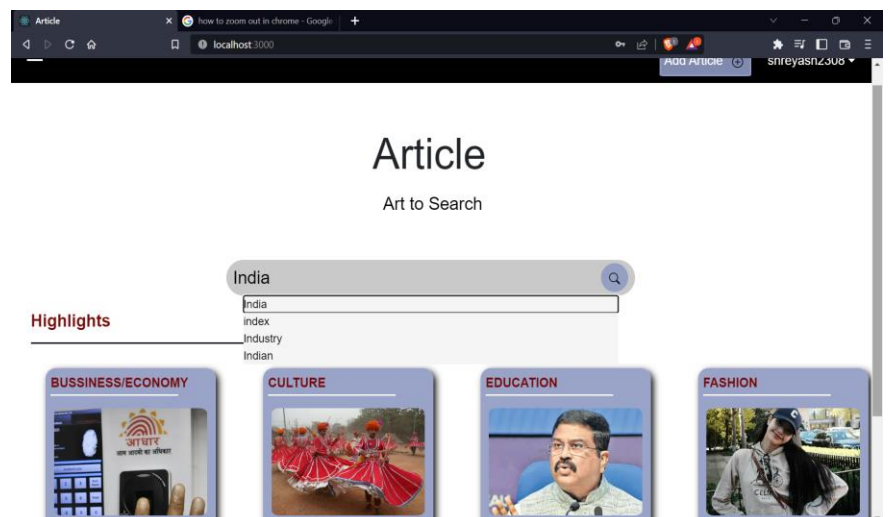 Article
how to zoom out in chrome - Google
localhost:3000
Add Article
shreyash2308
Article
Art to Search
India
India
index
Industry
Indian
Highlights
BUSSINESS/ECONOMY
CULTURE
EDUCATION
FASHION
आधार
आम आदमी का अधिकार